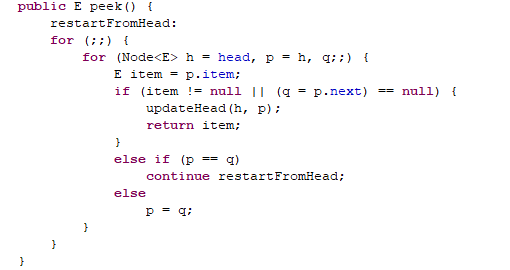 public E peek() {
    restartFromHead:
    for (;;) {
        for (Node<E> h = head, p = h, q;;) {
            E item = p.item;
            if (item != null || (q = p.next) == null) {
                updateHead(h, p);
                return item;
            }
            else if (p == q)
                continue restartFromHead;
            else
                p = q;
        }
    }
}